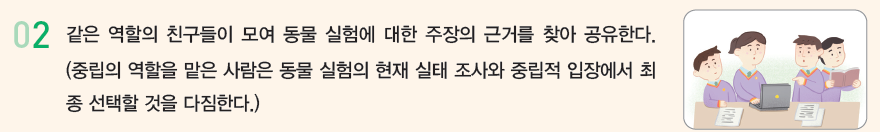 02 같은 역할의 친구들이 모여 동물 실험에 대한 주장의 근거를 찾아 공유한다.
(중립의 역할을 맡은 사람은 동물 실험의 현재 실태 조사와 중립적 입장에서 최
종 선택할 것을 다짐한다.)